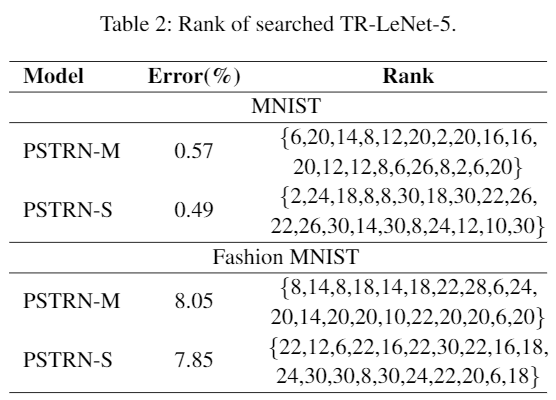 Table 2: Rank of searched TR-LeNet-5.
Model Error(%) Rank
MNIST
PSTRN-M 0.57 {6,20,14,8,12,20,2,20,16,16,
20,12,12,8,6,26,8,2,6,20}
PSTRN-S 0.49 {2,24,18,8,8,30,18,30,22,26,
22,26,30,14,30,8,24,12,10,30}
Fashion MNIST
PSTRN-M 8.05 {8,14,8,18,14,18,22,28,6,24,
20,14,20,20,10,22,20,20,6,20}
PSTRN-S 7.85 {22,12,6,22,16,22,30,22,16,18,
24,30,30,8,30,24,22,20,6,18}